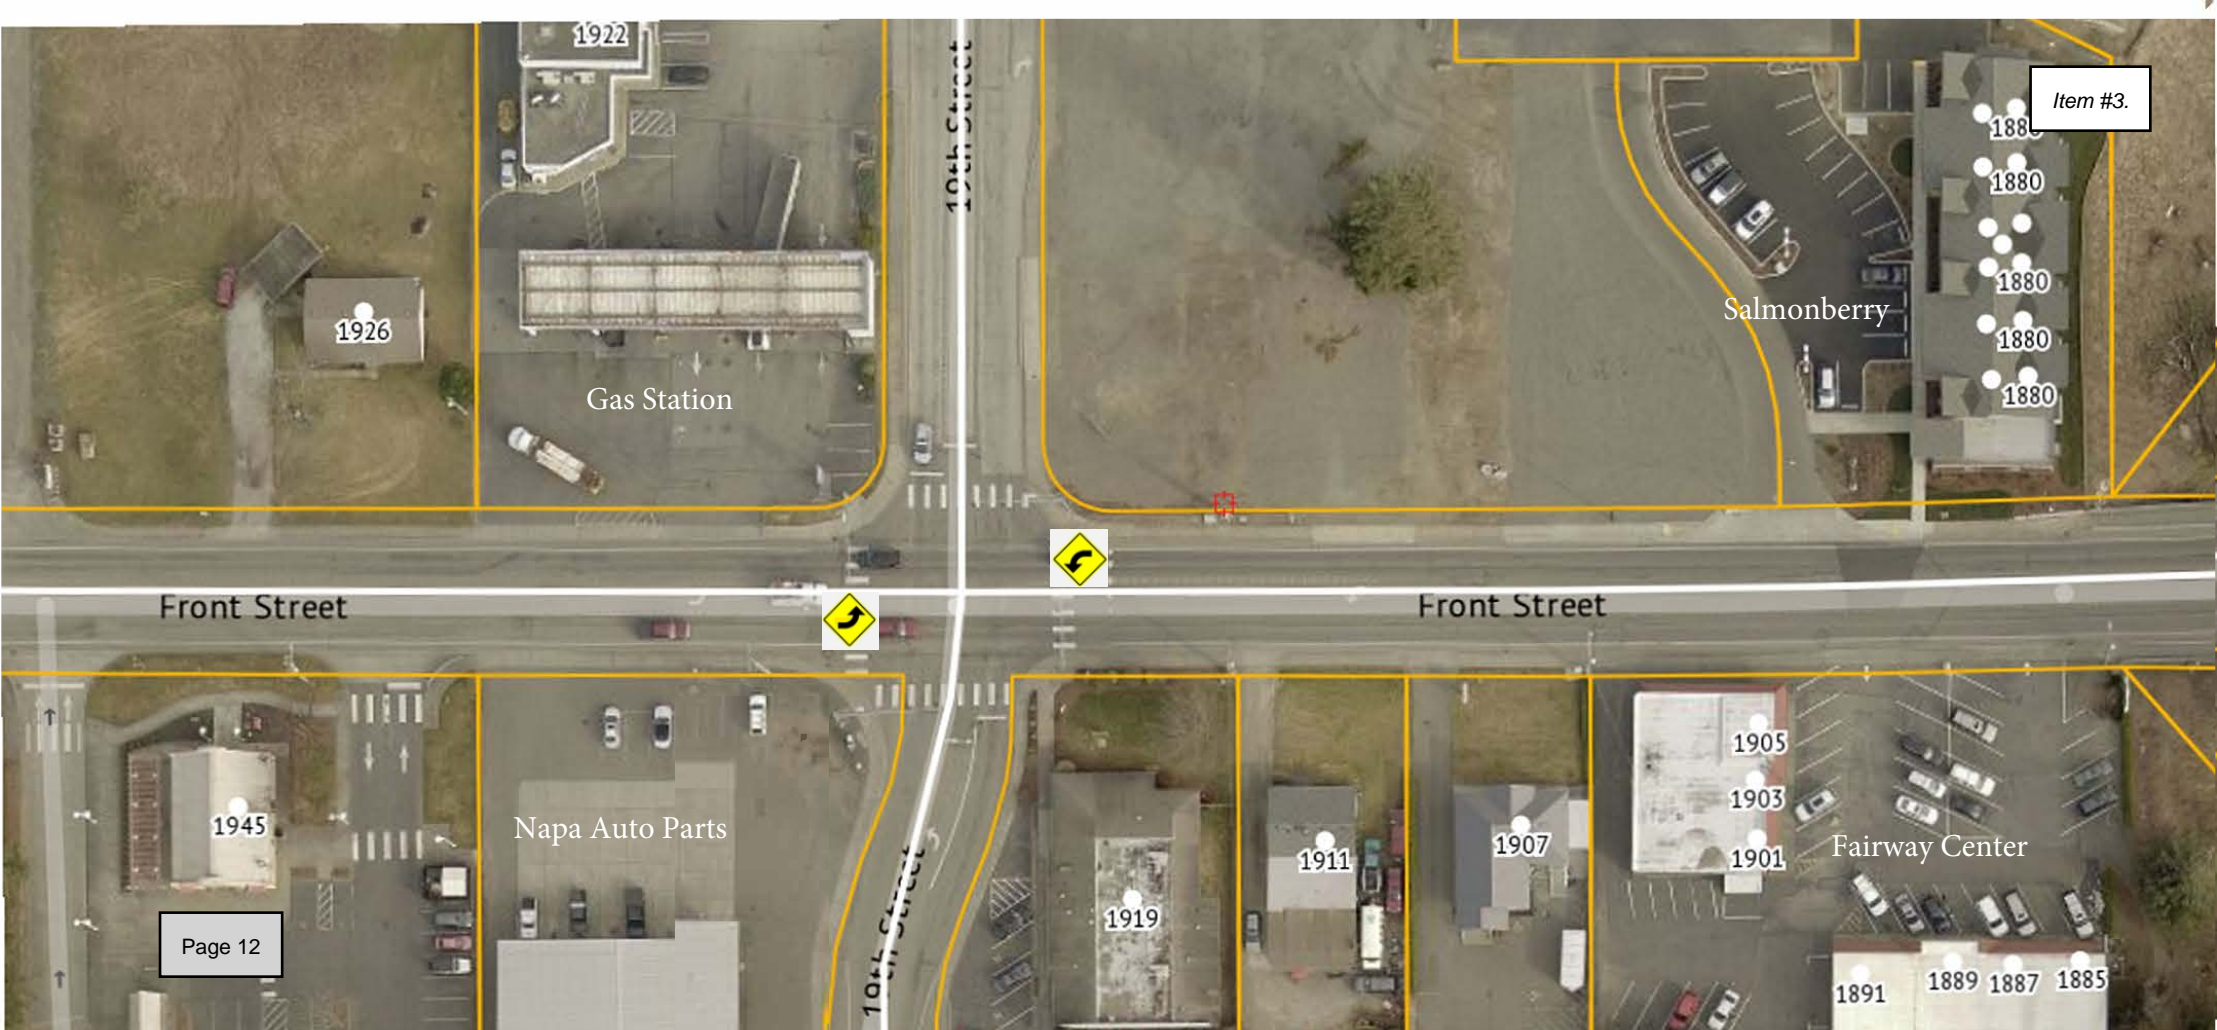 1922
19th Street
Item #3.
1880
1880
1880
1880
1926
Salmonberry
1880
Gas Station
Front Street
Front Street
1905
1903
1945
Napa Auto Parts
1911
1907
1901
Fairway Center
19th Street
1919
Page 12
1891
1889
1887
1885